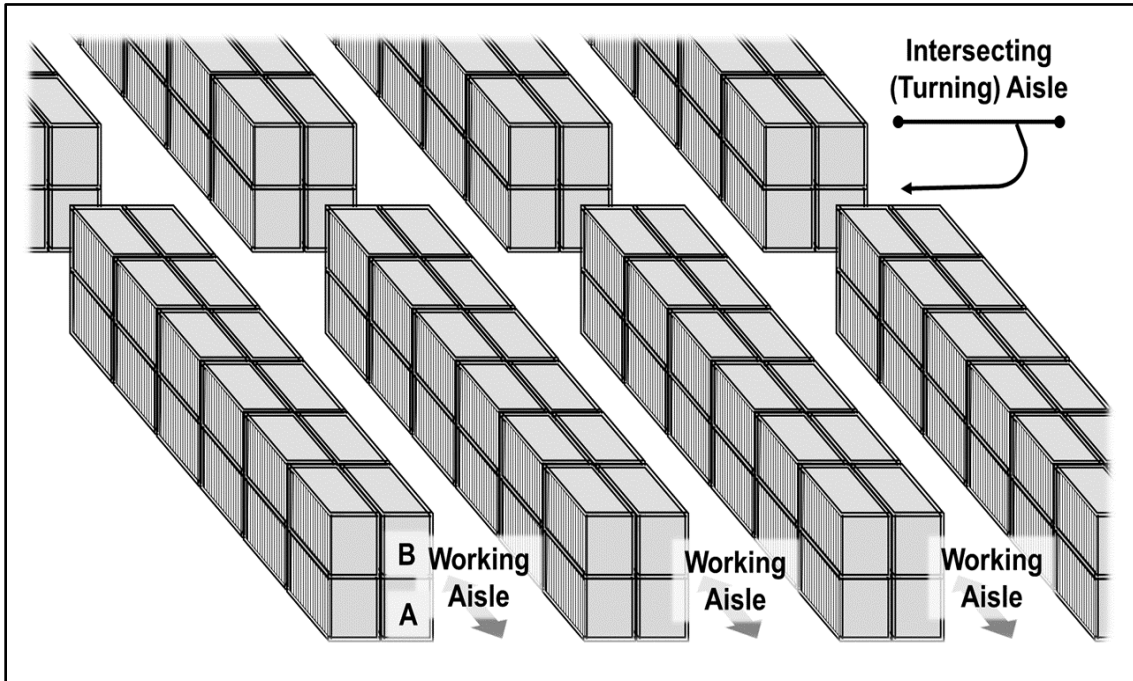 Intersecting
(Turning) Aisle
B
A
Working
Aisle
Working
Aisle
Working
Aisle